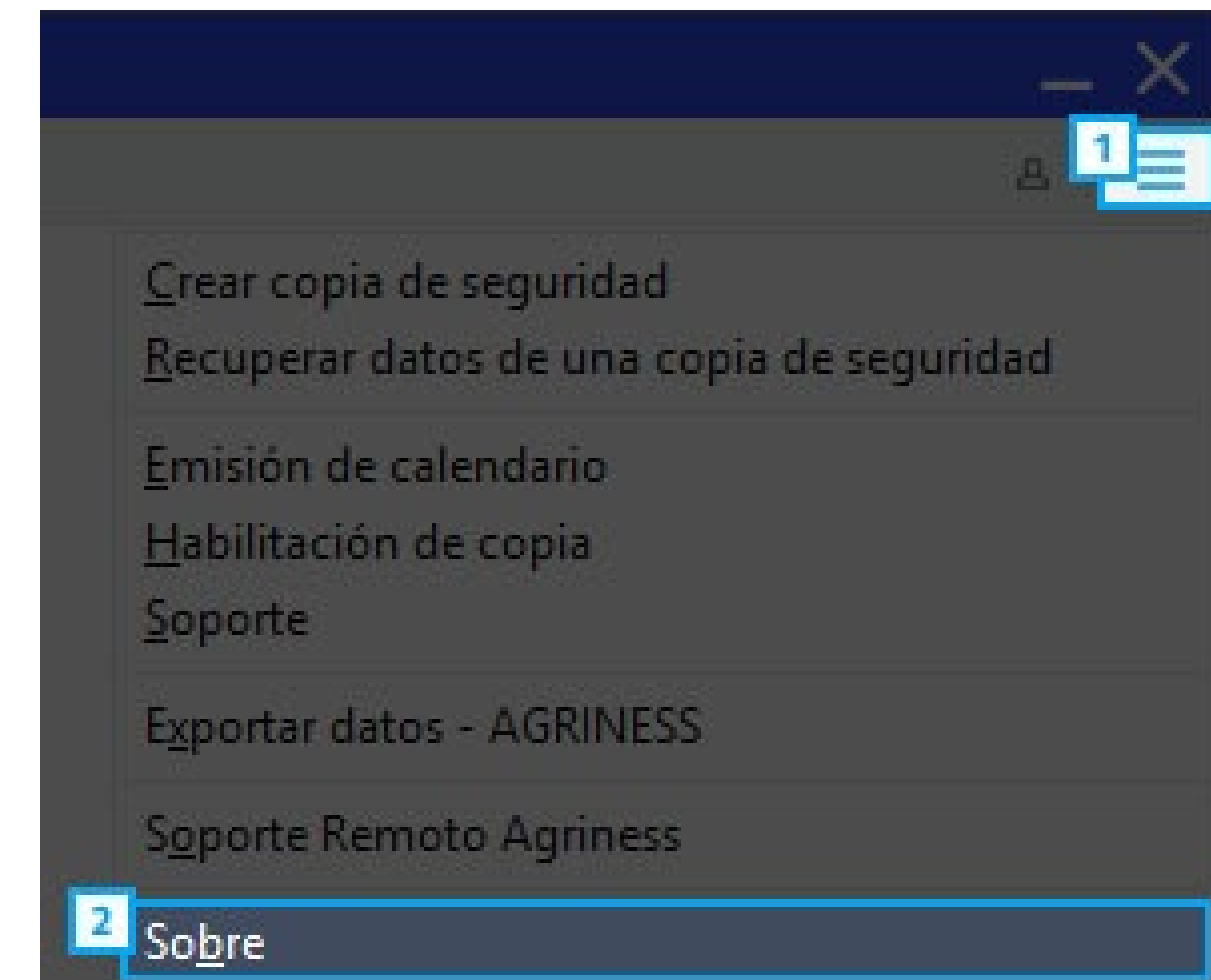 1
Crear copia de seguridad
Recuperar datos de una copia de seguridad
Emisión de calendario
Habilitación de copia
Soporte
Exportar datos - AGRINESS
Soporte Remoto Agriness
2
Sobre